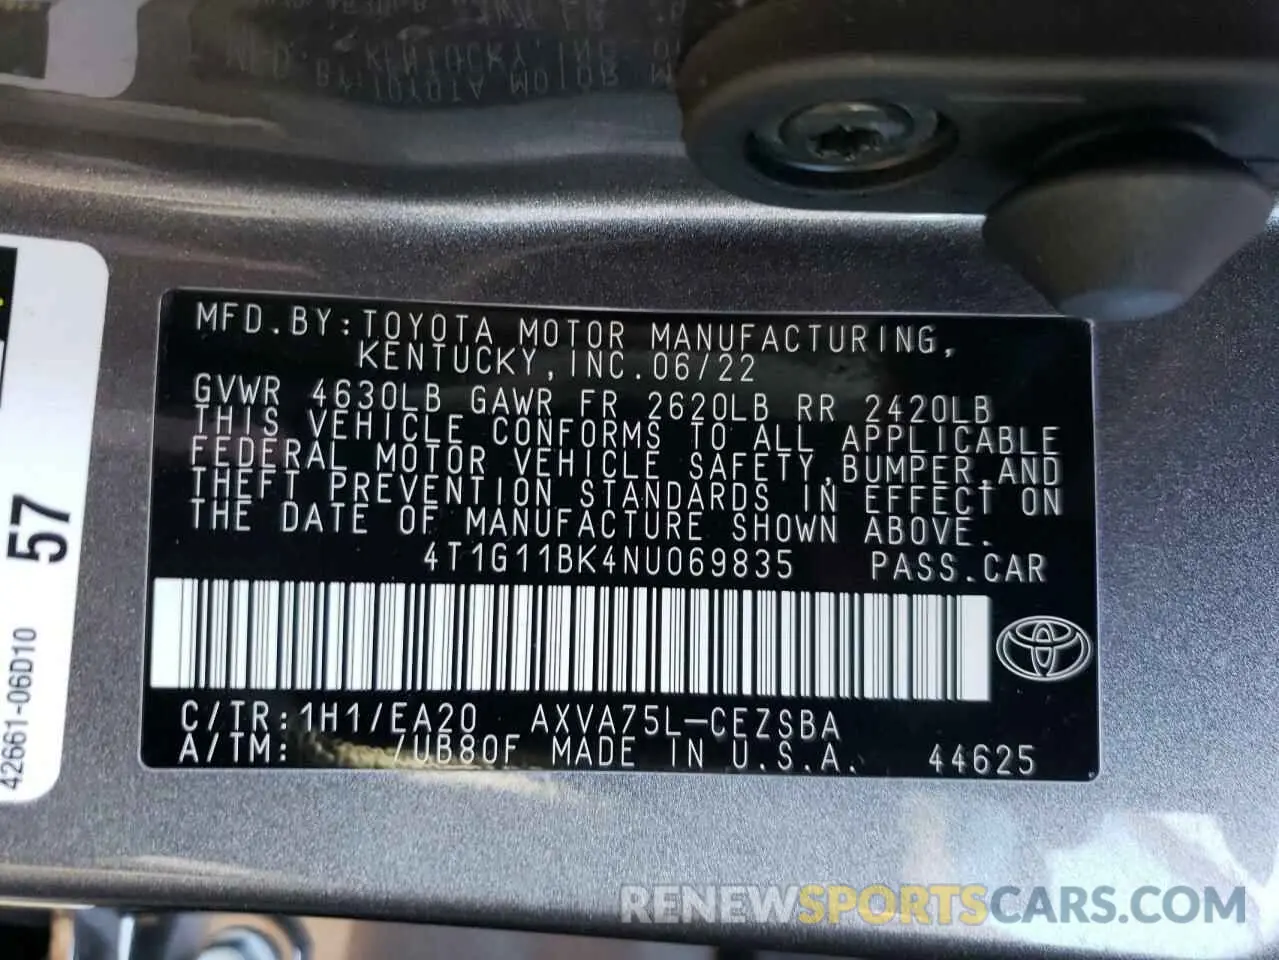 MFD.BY:TOYOTA MOTOR MANUFACTURING,
KENTUCKY,INC.06/22
GVWR 4630LB GAWR FR 2620LB RR 2420LB
THIS VEHICLE CONFORMS TO ALL APPLICABLE
FEDERAL MOTOR VEHICLE SAFETY,BUMPER,AND
THEFT PREVENTION STANDARDS IN EFFECT ON
THE DATE OF MANUFACTURE SHOWN ABOVE.
4T1G11BK4NU069835 PASS.CAR
C/TR:1H1/EA20 AXVA75L-CEZSBA
A/TM: /UB80F MADE IN U.S.A. 44625
57
42661-06D10
RENEWSPORTSCARS.COM